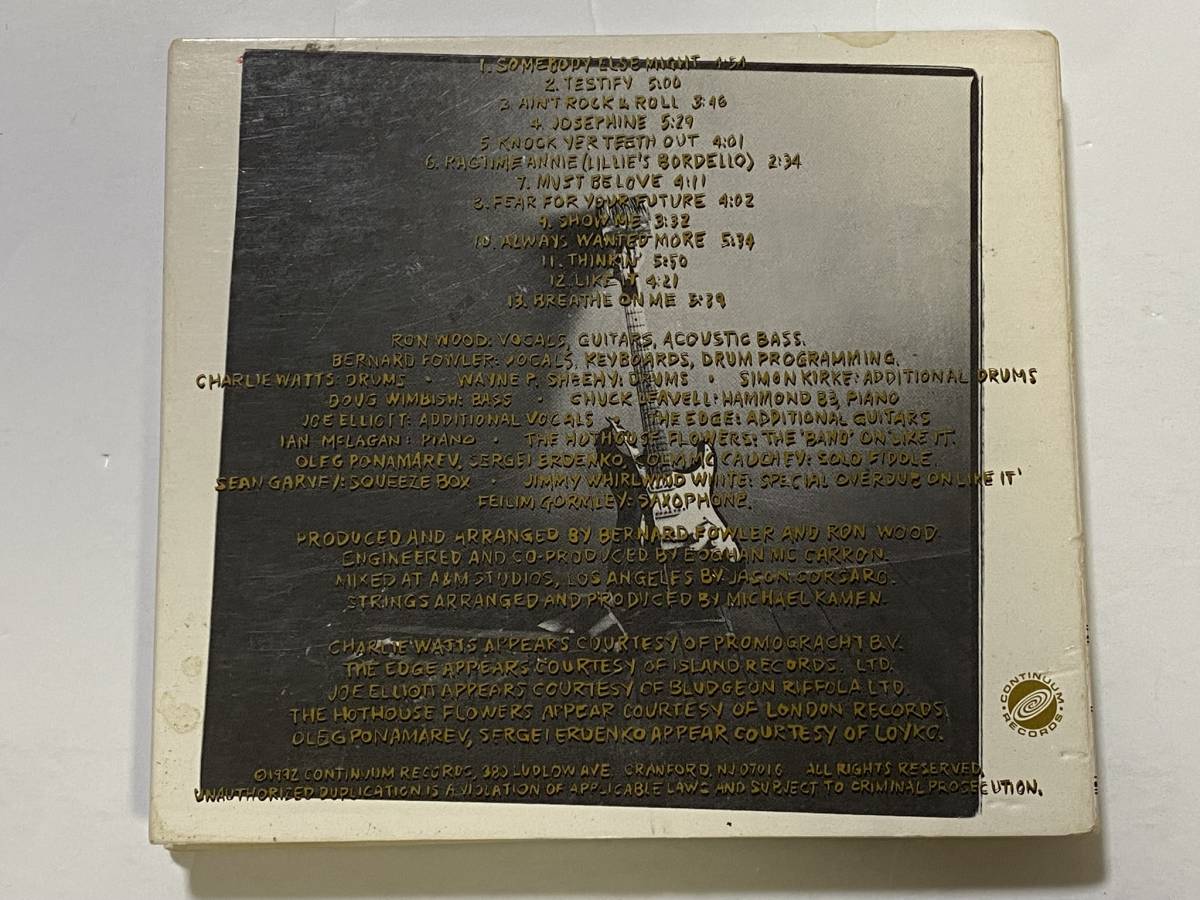 1. SOMEBODY ELSE MIGHT 4:54
2. TESTIFY 5:00
3. AIN'T ROCK & ROLL 3:46
4. JOSEPHINE 5:29
5. KNOCK YER TEETH OUT 4:01
6. RAGTIME ANNIE (LILLIE'S BORDELLO) 2:34
7. MUST BE LOVE 4:11
8. FEAR FOR YOUR FUTURE 4:02
9. SHOW ME 3:32
10. ALWAYS WANTED MORE 5:34
11. THINKIN' 5:50
12. LIKE IT 4:21
13. BREATHE ON ME 5:39
RON WOOD: VOCALS, GUITARS, ACOUSTIC BASS.
BERNARD FOWLER: VOCALS, KEYBOARDS, DRUM PROGRAMMING.
CHARLIE WATTS: DRUMS • WAYNE P. SHEEHY: DRUMS • SIMON KIRKE: ADDITIONAL DRUMS
DOUG WIMBISH: BASS • CHUCK LEAVELL: HAMMOND B3, PIANO
JOE ELLIOTT: ADDITIONAL VOCALS • THE EDGE: ADDITIONAL GUITARS
IAN MCLAGAN: PIANO • THE HOTHOUSE FLOWERS: THE 'BAND' ON LIKE IT.
OLEG PONAMAREV, SERGEI ERDENKO, COLM MC CAUGHEY: SOLO FIDDLE.
SEAN GARVEY: SQUEEZE BOX • JIMMY WHIRLWIND WHITE: SPECIAL OVERDUB ON LIKE IT'
FEILIM GORMLEY: SAXOPHONE.
PRODUCED AND ARRANGED BY BERNARD FOWLER AND RON WOOD.
ENGINEERED AND CO-PRODUCED BY EOGHAN MC CARRON.
MIXED AT A&M STUDIOS, LOS ANGELES BY JASON CORSARO.
STRINGS ARRANGED AND PRODUCED BY MICHAEL KAMEN.
CHARLIE WATTS APPEARS COURTESY OF PROMOGRACHT B.V.
THE EDGE APPEARS COURTESY OF ISLAND RECORDS, LTD.
JOE ELLIOTT APPEARS COURTESY OF BLUDGEON RIFFOLA LTD.
THE HOTHOUSE FLOWERS APPEAR COURTESY OF LONDON RECORDS
OLEG PONAMAREV, SERGEI ERDENKO APPEAR COURTESY OF LOYKO.
CONTINUUM • RECORDS •
©1992 CONTINUUM RECORDS, 380 LUDLOW AVE. CRANFORD, NJ 07016 ALL RIGHTS RESERVED.
UNAUTHORIZED DUPLICATION IS A VIOLATION OF APPLICABLE LAWS AND SUBJECT TO CRIMINAL PROSECUTION.